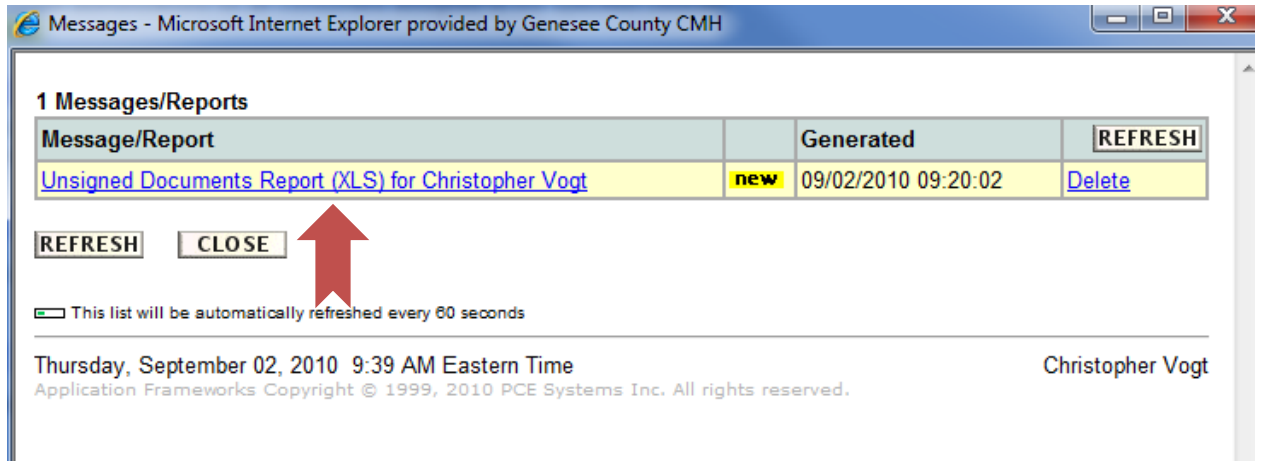 Messages - Microsoft Internet Explorer provided by Genesee County CMH
1 Messages/Reports
Message/Report Generated REFRESH
Unsigned Documents Report (XLS) for Christopher Vogt new 09/02/2010 09:20:02 Delete
REFRESH CLOSE
This list will be automatically refreshed every 60 seconds
Thursday, September 02, 2010 9:39 AM Eastern Time Christopher Vogt
Application Frameworks Copyright © 1999, 2010 PCE Systems Inc. All rights reserved.